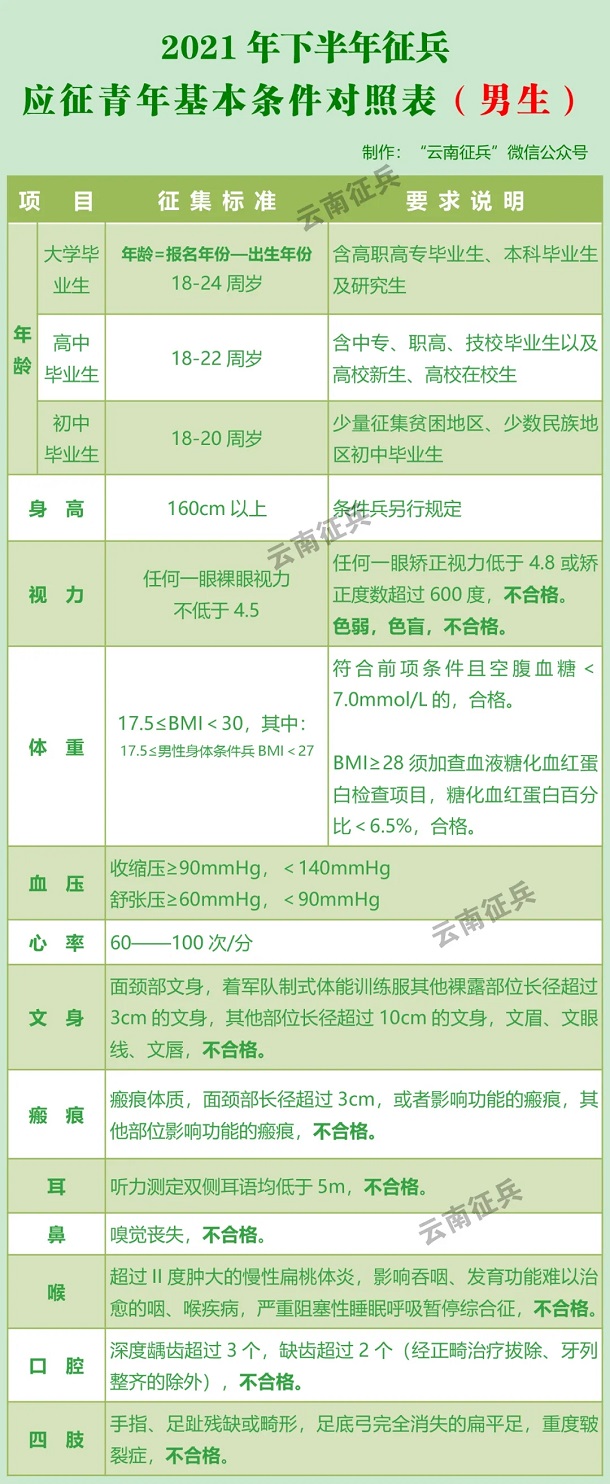 2021 年下半年征兵
应征青年基本条件对照表（男生）
制作：“云南征兵”微信公众号
项 目 征集标准 要求说明
年龄
大学毕业生
年龄=报名年份—出生年份
18-24 周岁
含高职高专毕业生、本科毕业生
及研究生
高中
毕业生
18-22 周岁
含中专、职高、技校毕业生以及
高校新生、高校在校生
初中
毕业生
18-20 周岁
少量征集贫困地区、少数民族地
区初中毕业生
身 高
160cm 以上
条件兵另行规定
视 力
任何一眼裸眼视力
不低于 4.5
任何一眼矫正视力低于 4.8 或矫
正度数超过 600 度，不合格。
色弱，色盲，不合格。
体 重
17.5≤BMI＜30，其中：
17.5≤男性身体条件兵 BMI＜27
符合前项条件且空腹血糖＜
7.0mmol/L 的，合格。
BMI≥28 须加查血液糖化血红蛋
白检查项目，糖化血红蛋白百分
比＜6.5%，合格。
血 压
收缩压≥90mmHg，＜140mmHg
舒张压≥60mmHg，＜90mmHg
心 率
60——100 次/分
文 身
面颈部文身，着军队制式体能训练服其他裸露部位长径超过
3cm 的文身，其他部位长径超过 10cm 的文身，文眉、文眼
线、文唇，不合格。
瘢 痕
瘢痕体质，面颈部长径超过 3cm，或者影响功能的瘢痕，其
他部位影响功能的瘢痕，不合格。
耳
听力测定双侧耳语均低于 5m，不合格。
鼻
嗅觉丧失，不合格。
喉
超过 II 度肿大的慢性扁桃体炎，影响吞咽、发育功能难以治
愈的咽、喉疾病，严重阻塞性睡眠呼吸暂停综合征，不合格。
口 腔
深度龋齿超过 3 个，缺齿超过 2 个（经正畸治疗拔除、牙列
整齐的除外），不合格。
四 肢
手指、足趾残缺或畸形，足底弓完全消失的扁平足，重度皲
裂症，不合格。
云南征兵
云南征兵
云南征兵
云南征兵